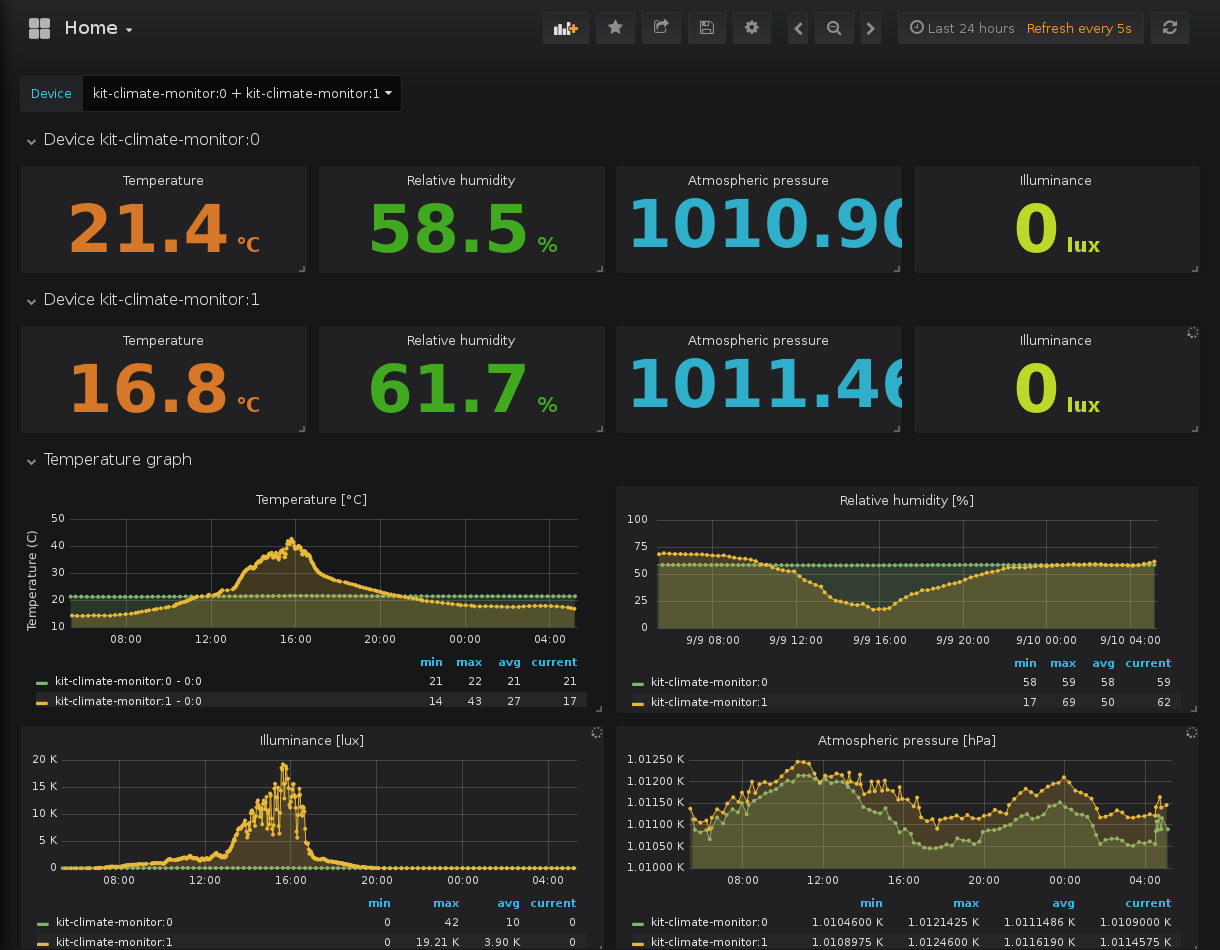 Home
Last 24 hours Refresh every 5s
Device kit-climate-monitor:0 + kit-climate-monitor:1
Device kit-climate-monitor:0
Temperature Relative humidity Atmospheric pressure Illuminance
21.4 °C 58.5 % 1010.90 0 lux
Device kit-climate-monitor:1
Temperature Relative humidity Atmospheric pressure Illuminance
16.8 °C 61.7 % 1011.46 0 lux
Temperature graph
Temperature [°C]
Temperature (C)
50
40
30
20
10
08:00 12:00 16:00 20:00 00:00 04:00
min max avg current
kit-climate-monitor:0 - 0:0 21 22 21 21
kit-climate-monitor:1 - 0:0 14 43 27 17
Relative humidity [%]
100
75
50
25
0
9/9 08:00 9/9 12:00 9/9 16:00 9/9 20:00 9/10 00:00 9/10 04:00
min max avg current
kit-climate-monitor:0 58 59 58 59
kit-climate-monitor:1 17 69 50 62
Illuminance [lux]
20 K
15 K
10 K
5 K
0
08:00 12:00 16:00 20:00 00:00 04:00
min max avg current
kit-climate-monitor:0 0 42 10 0
kit-climate-monitor:1 0 19.21 K 3.90 K 0
Atmospheric pressure [hPa]
1.01250 K
1.01200 K
1.01150 K
1.01100 K
1.01050 K
1.01000 K
08:00 12:00 16:00 20:00 00:00 04:00
min max avg current
kit-climate-monitor:0 1.0104600 K 1.0121425 K 1.0111486 K 1.0109000 K
kit-climate-monitor:1 1.0108975 K 1.0124600 K 1.0116190 K 1.0114575 K